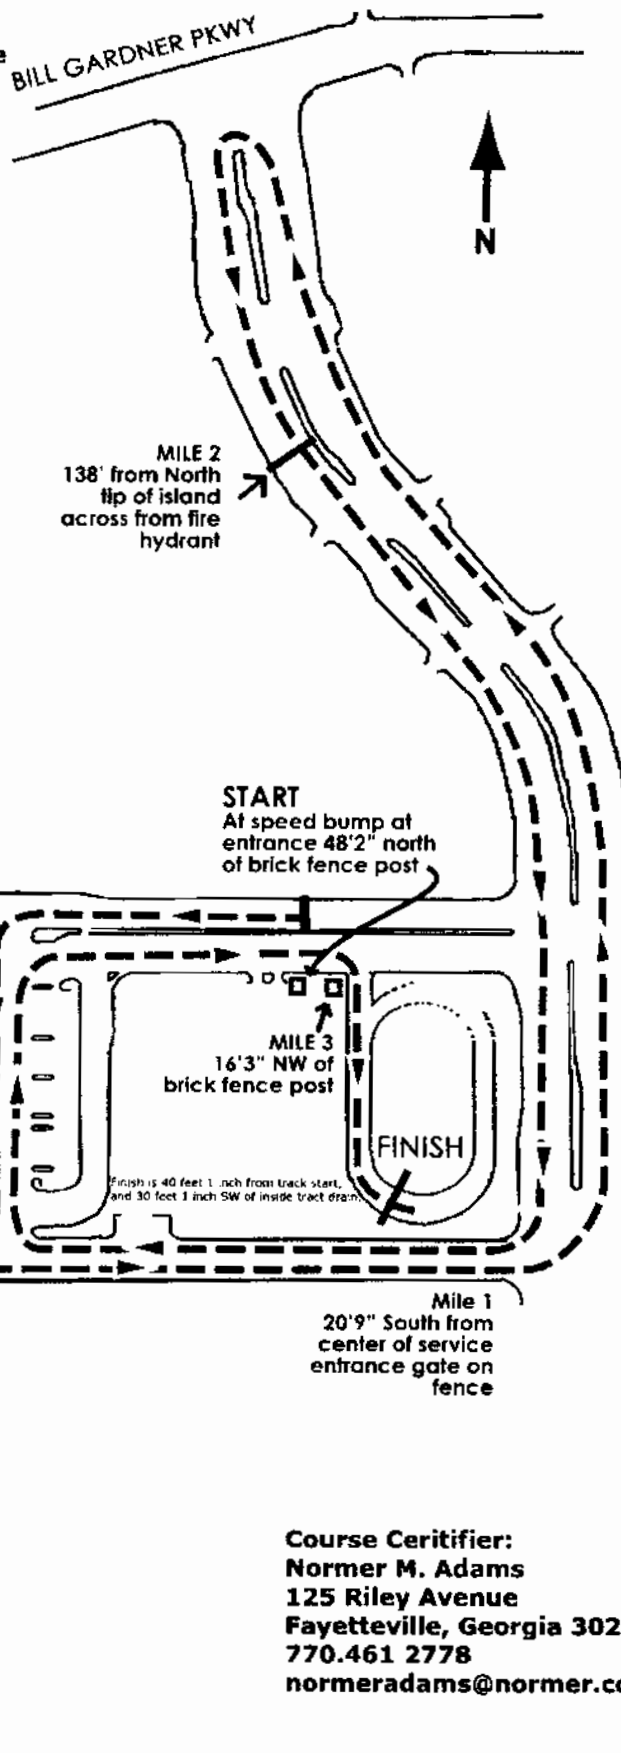 BILL GARDNER PKWY
N
MILE 2
138' from North
tip of island
across from fire
hydrant
START
At speed bump at
entrance 48'2" north
of brick fence post
MILE 3
16'3" NW of
brick fence post
FINISH
Finish is 40 feet 1 inch from track start,
and 30 feet 1 inch SW of inside tract drain.
Mile 1
20'9" South from
center of service
entrance gate on
fence
Course Ceritifier:
Normer M. Adams
125 Riley Avenue
Fayetteville, Georgia 302
770.461 2778
normeradams@normer.co